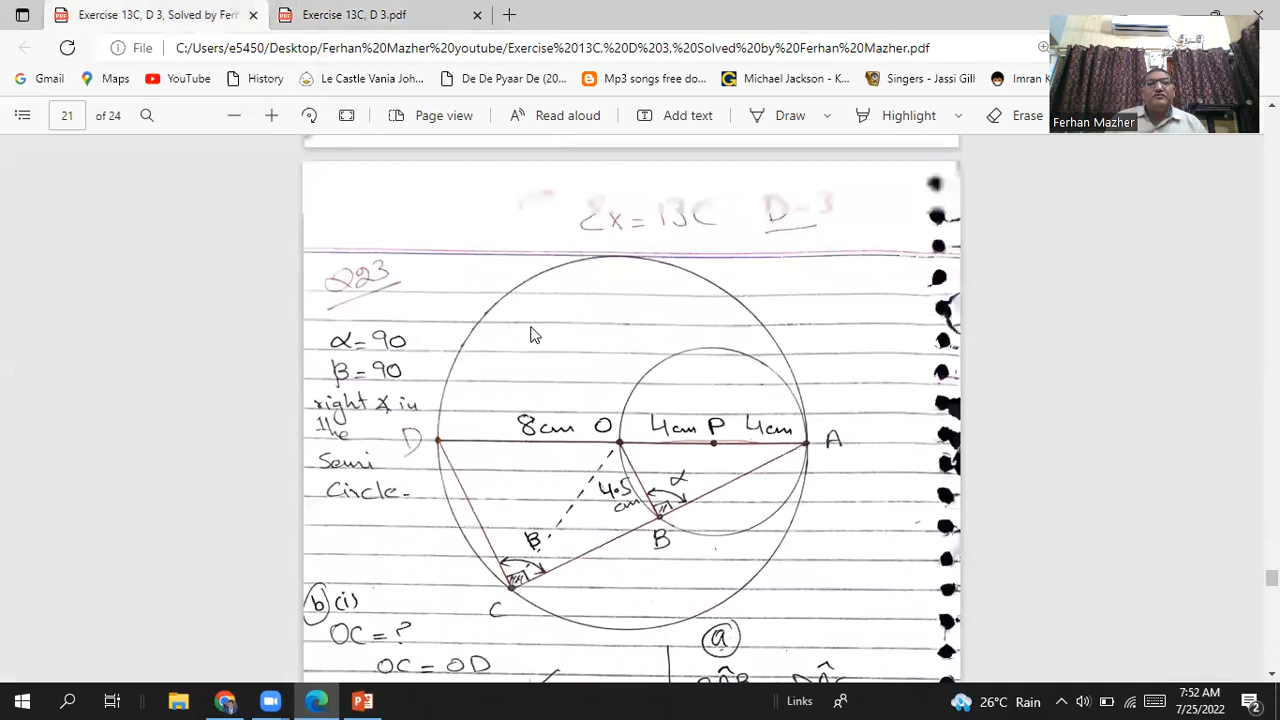 Exercise 13C, D 3, Solved by Fer
Exercise 13C, D 3.pdf
File
C:/Users/e5450/Desktop/Ferhan%20Ma
Exercise%2013C,%20D%203,%20Solved%20by%20Ferhan%20Mazher.pdf
Gmail
Maps
YouTube
History
Le Castle Vania Joh...
De De Pyaar De (20...
Mp3 songs free do...
Michael Jackson - K...
Singers - Jassi Gill
Imran K
21
of 24
Page view
Read aloud
Add text
Draw
Highlight
Erase
Ferhan Mazher
Ex = 13C D-3
Q23
α = 90
β = 90
right ∡ in
the
Semi
Circle.
8cm O 4cm P 4cm A
D
4.5
cm
α
B
β
C
b (i)
OC = ?
OC = OD
a
Links
26°C Rain
7:52 AM
7/25/2022
2